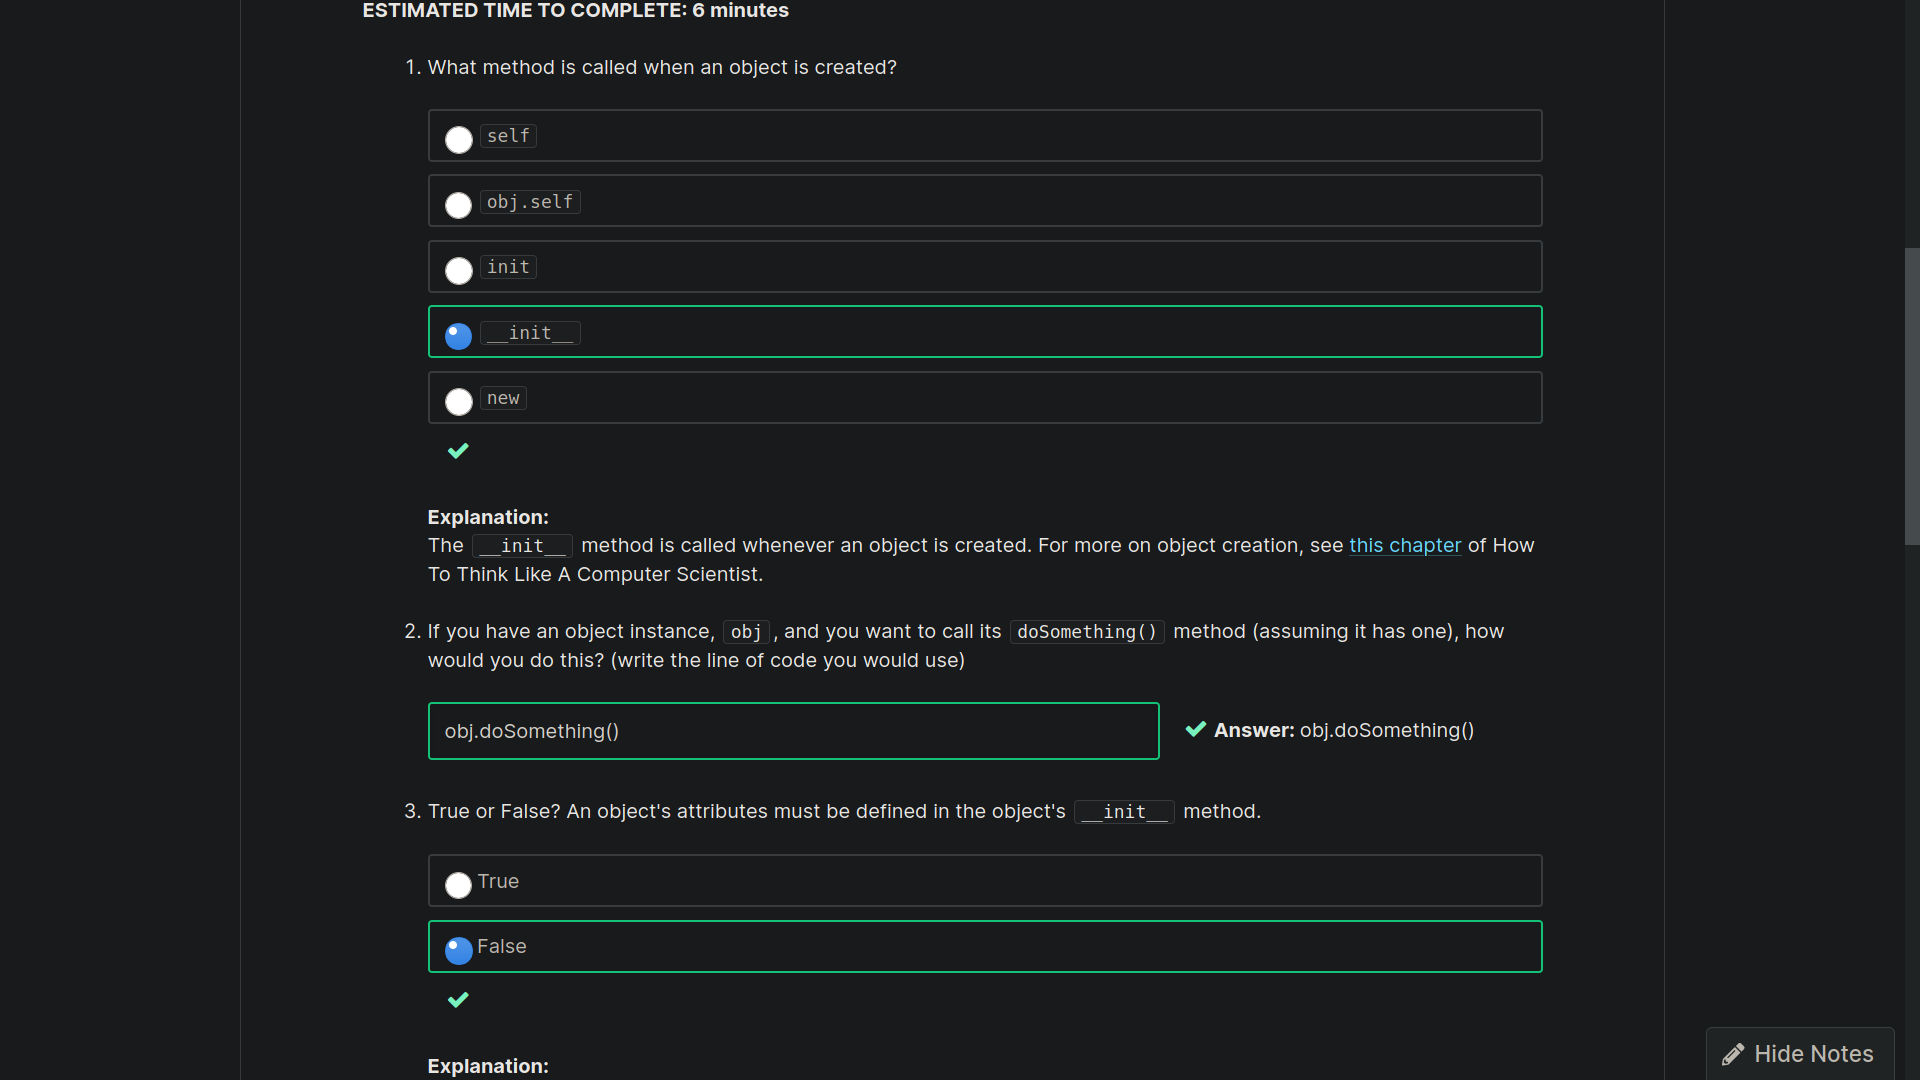 ESTIMATED TIME TO COMPLETE: 6 minutes
1. What method is called when an object is created?
self
obj.self
init
__init__
new
Explanation:
The __init__ method is called whenever an object is created. For more on object creation, see this chapter of How
To Think Like A Computer Scientist.
2. If you have an object instance, obj , and you want to call its doSomething() method (assuming it has one), how
would you do this? (write the line of code you would use)
obj.doSomething()
Answer: obj.doSomething()
3. True or False? An object's attributes must be defined in the object's __init__ method.
True
False
Explanation:
Hide Notes